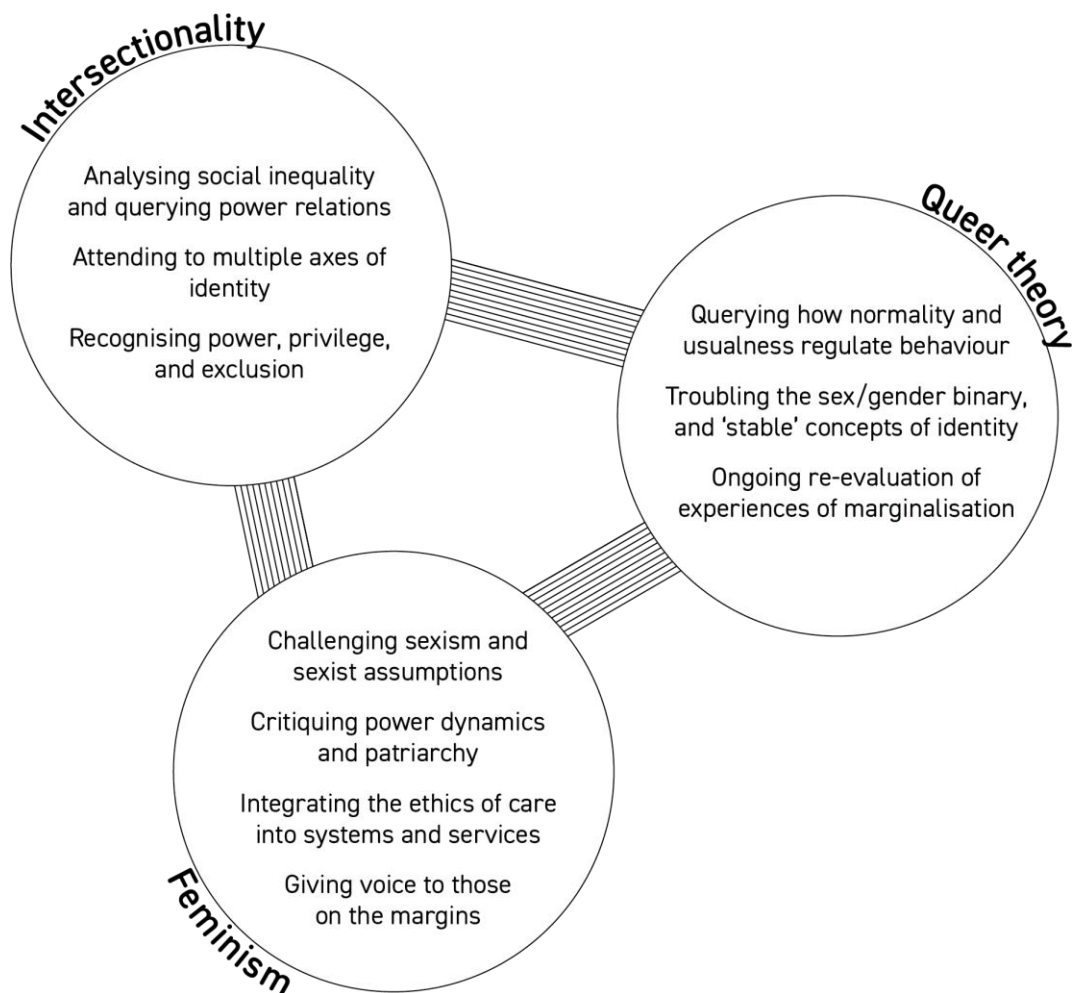 Intersectionality
Analysing social inequality
and querying power relations
Attending to multiple axes of
identity
Recognising power, privilege,
and exclusion
Queer theory
Querying how normality and
usualness regulate behaviour
Troubling the sex/gender binary,
and ‘stable’ concepts of identity
Ongoing re-evaluation of
experiences of marginalisation
Challenging sexism and
sexist assumptions
Critiquing power dynamics
and patriarchy
Integrating the ethics of care
into systems and services
Giving voice to those
on the margins
Feminism